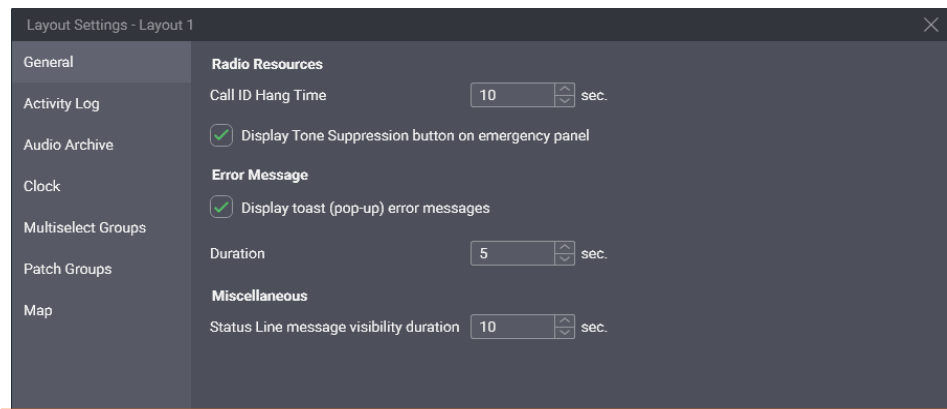 Layout Settings - Layout 1
General
Activity Log
Audio Archive
Clock
Multiselect Groups
Patch Groups
Map
Radio Resources
Call ID Hang Time 10 sec.
Display Tone Suppression button on emergency panel
Error Message
Display toast (pop-up) error messages
Duration 5 sec.
Miscellaneous
Status Line message visibility duration 10 sec.